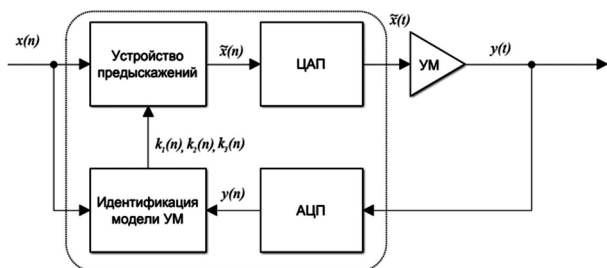 x(n)
Устройство
предыскажений
x̃(n)
ЦАП
x̃(t)
УМ
y(t)
k₁(n), k₂(n), k₃(n)
Идентификация
модели УМ
y(n)
АЦП